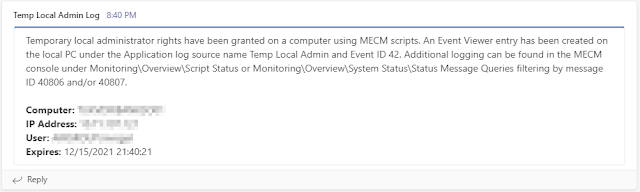 Temp Local Admin Log 8:40 PM
Temporary local administrator rights have been granted on a computer using MECM scripts. An Event Viewer entry has been created on
the local PC under the Application log source name Temp Local Admin and Event ID 42. Additional logging can be found in the MECM
console under Monitoring\Overview\Script Status or Monitoring\Overview\System Status\Status Message Queries filtering by message
ID 40806 and/or 40807.
Computer:
IP Address:
User:
Expires: 12/15/2021 21:40:21
Reply